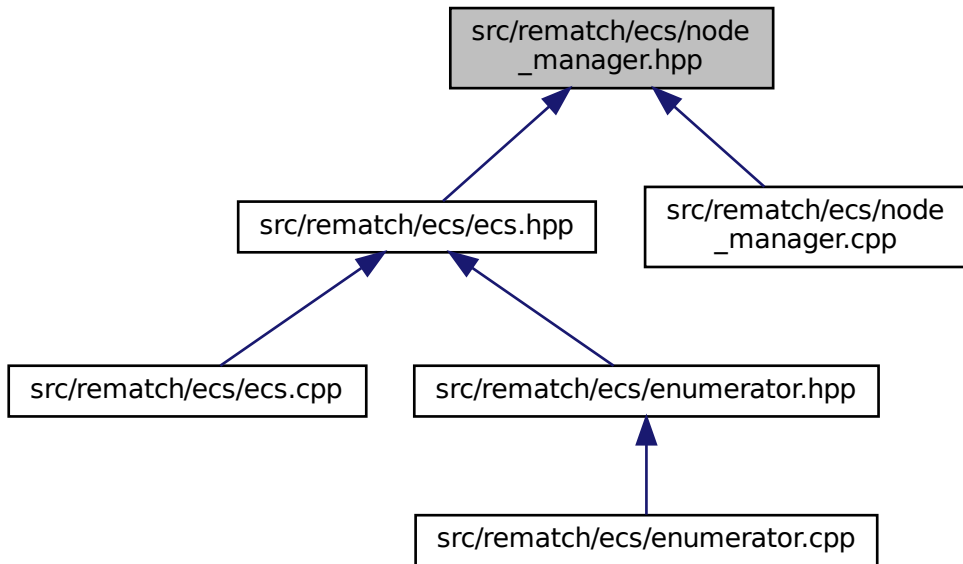 src/rematch/ecs/node
_manager.hpp
src/rematch/ecs/ecs.hpp
src/rematch/ecs/node
_manager.cpp
src/rematch/ecs/ecs.cpp
src/rematch/ecs/enumerator.hpp
src/rematch/ecs/enumerator.cpp